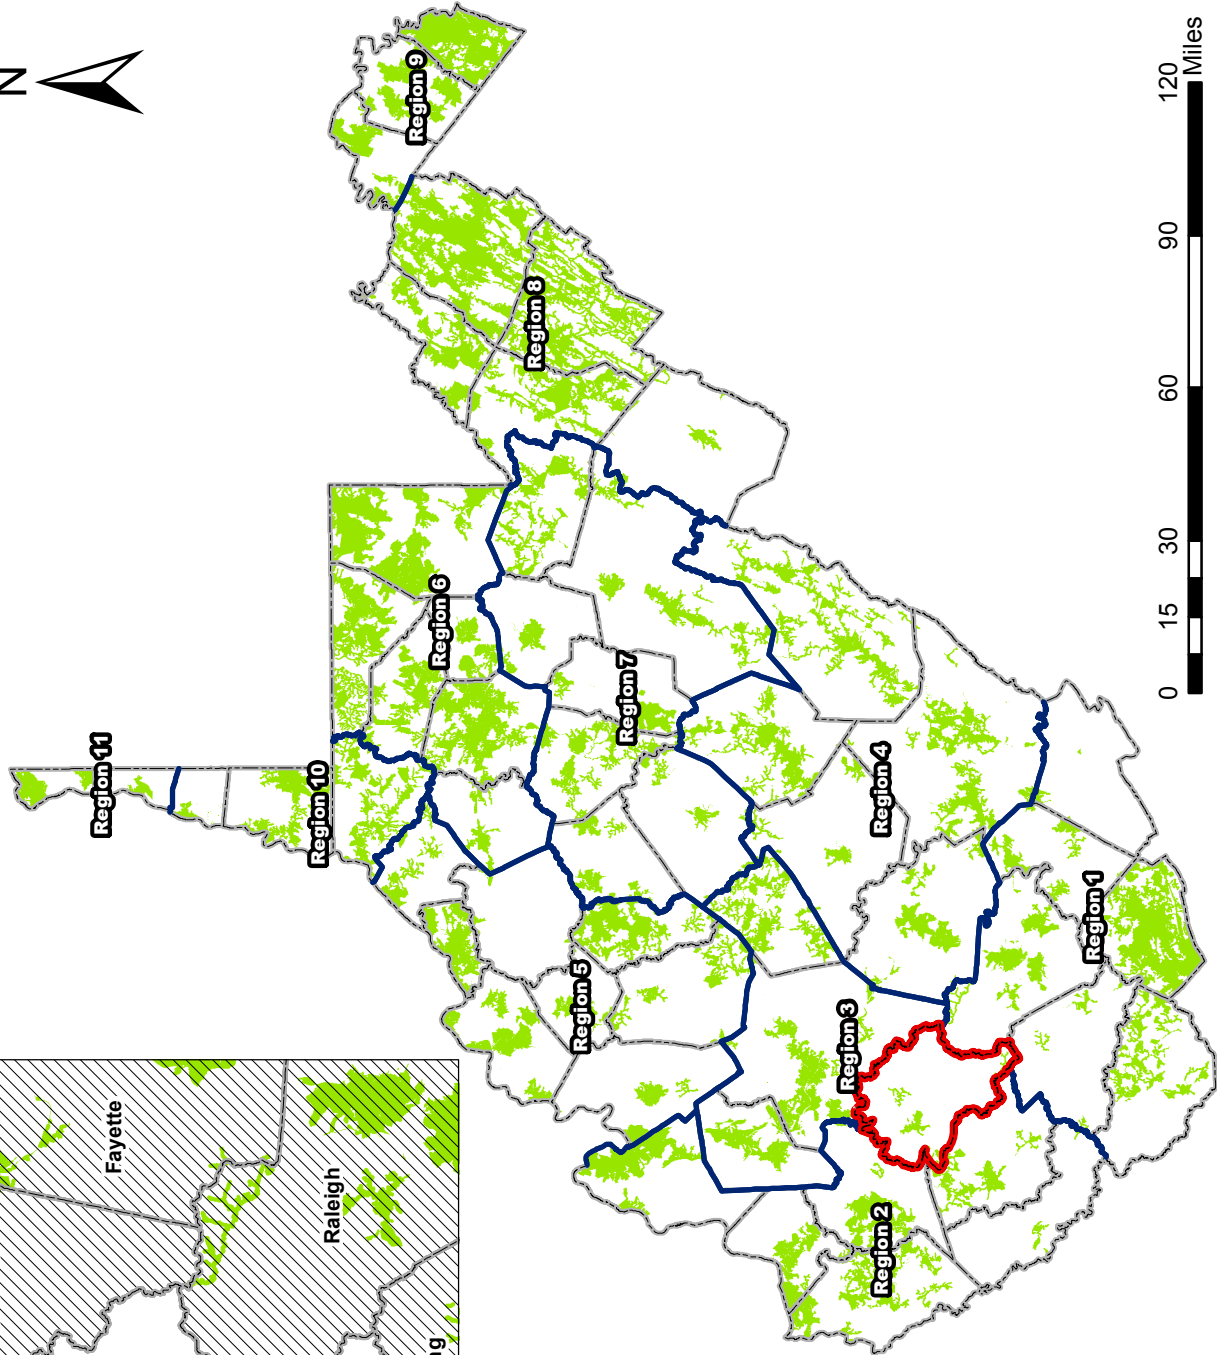 N
Region 11
Region 10
Region 9
Region 6
Region 8
Region 7
Region 5
Region 4
Region 3
Region 1
Region 2
Fayette
Raleigh
ng
0
15
30
60
90
120
Miles